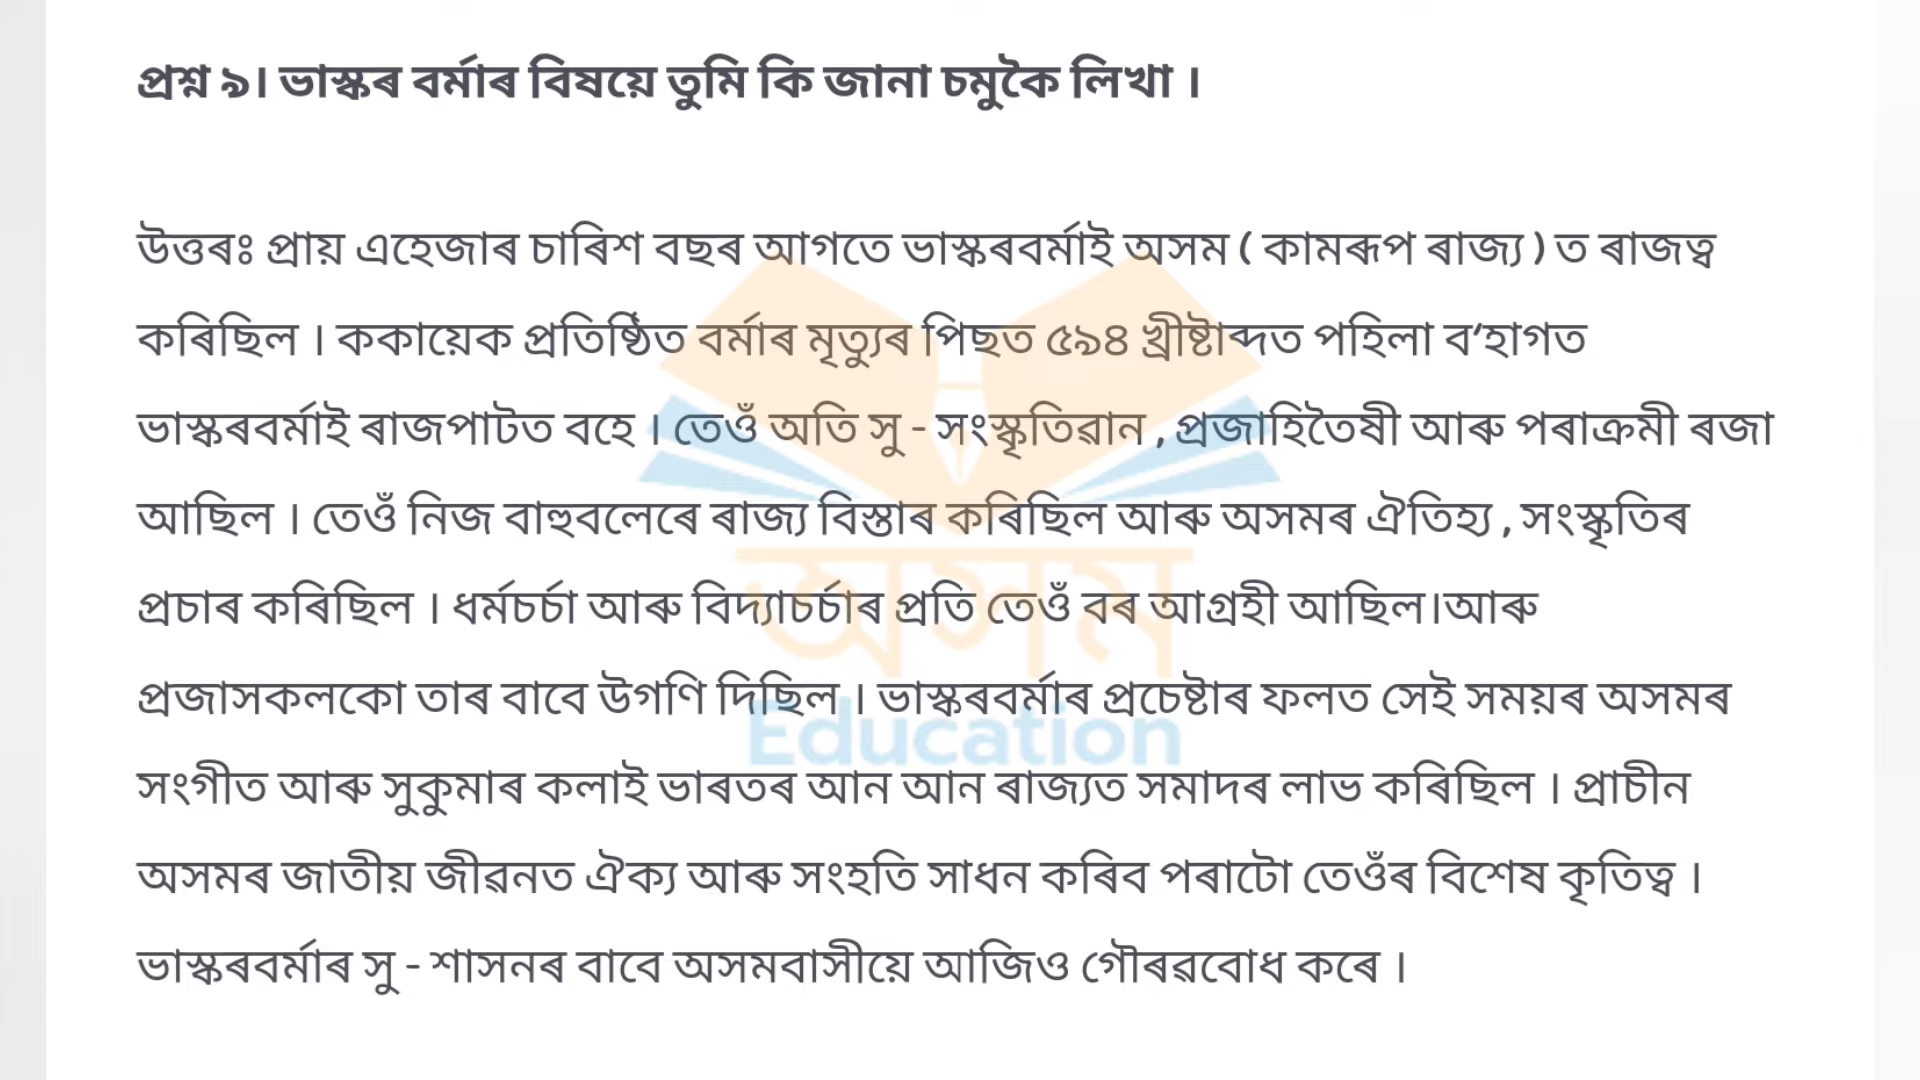 প্ৰশ্ন ৯। ভাস্কৰ বৰ্মাৰ বিষয়ে তুমি কি জানা চমুকৈ লিখা ।
উত্তৰঃ প্ৰায় এহেজাৰ চাৰিশ বছৰ আগতে ভাস্কৰবৰ্মাই অসম ( কামৰূপ ৰাজ্য ) ত ৰাজত্ব
কৰিছিল । ককায়েক প্ৰতিষ্ঠিত বৰ্মাৰ মৃত্যুৰ পিছত ৫৯৪ খ্ৰীষ্টাব্দত পহিলা ব’হাগত
ভাস্কৰবৰ্মাই ৰাজপাটত বহে । তেওঁ অতি সু - সংস্কৃতিৱান , প্ৰজাহিতৈষী আৰু পৰাক্ৰমী ৰজা
আছিল । তেওঁ নিজ বাহুবলেৰে ৰাজ্য বিস্তাৰ কৰিছিল আৰু অসমৰ ঐতিহ্য , সংস্কৃতিৰ
প্ৰচাৰ কৰিছিল । ধৰ্মচৰ্চা আৰু বিদ্যাচৰ্চাৰ প্ৰতি তেওঁ বৰ আগ্ৰহী আছিল।আৰু
প্ৰজাসকলকো তাৰ বাবে উগণি দিছিল । ভাস্কৰবৰ্মাৰ প্ৰচেষ্টাৰ ফলত সেই সময়ৰ অসমৰ
সংগীত আৰু সুকুমাৰ কলাই ভাৰতৰ আন আন ৰাজ্যত সমাদৰ লাভ কৰিছিল । প্ৰাচীন
অসমৰ জাতীয় জীৱনত ঐক্য আৰু সংহতি সাধন কৰিব পৰাটো তেওঁৰ বিশেষ কৃতিত্ব ।
ভাস্কৰবৰ্মাৰ সু - শাসনৰ বাবে অসমবাসীয়ে আজিও গৌৰৱবোধ কৰে ।
অসম
Education